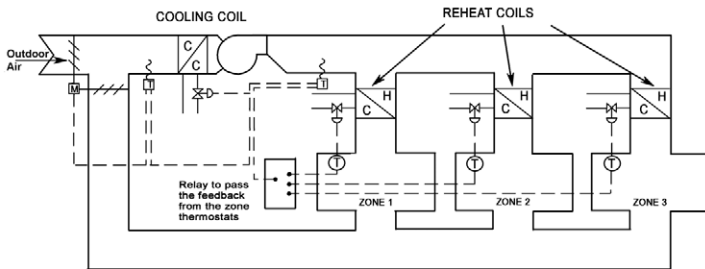 COOLING COIL
REHEAT COILS
Outdoor
Air
C
C
M
T
T
H
C
H
C
H
C
T
T
T
Relay to pass
the feedback
from the zone
thermostats
ZONE 1
ZONE 2
ZONE 3